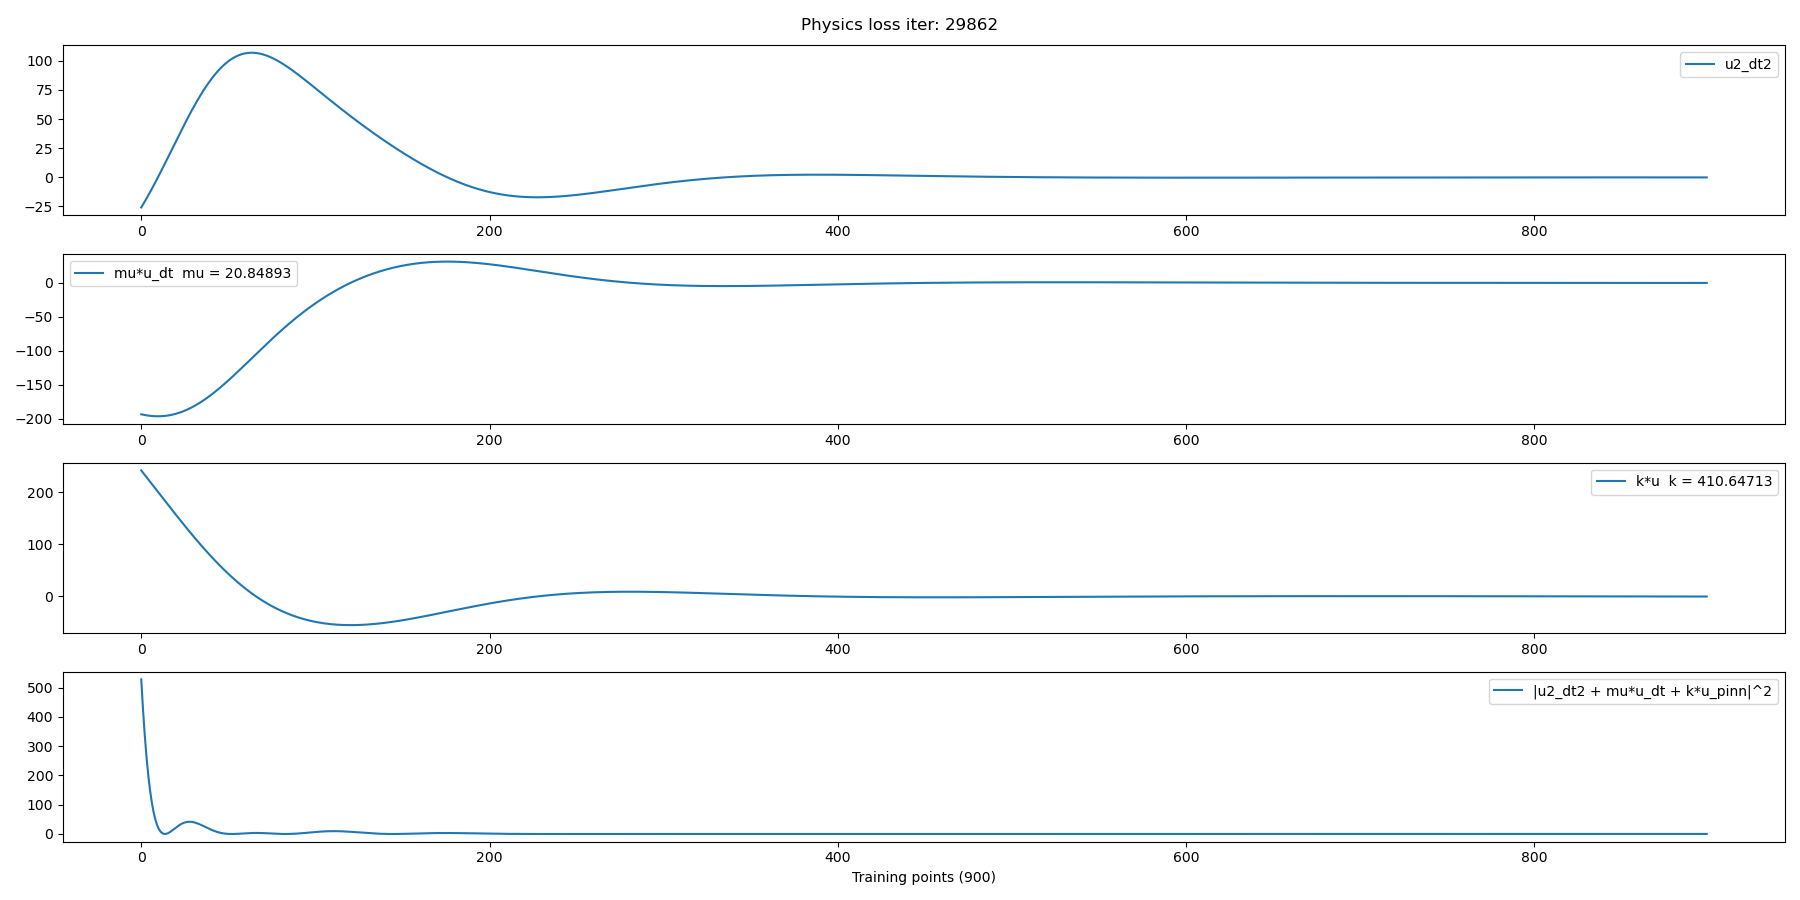 Physics loss iter: 29862
100
75
50
25
0
−25
u2_dt2
0 200 400 600 800
0
−50
−100
−150
−200
mu*u_dt  mu = 20.84893
0 200 400 600 800
200
100
0
k*u  k = 410.64713
0 200 400 600 800
500
400
300
200
100
0
|u2_dt2 + mu*u_dt + k*u_pinn|^2
0 200 400 600 800
Training points (900)